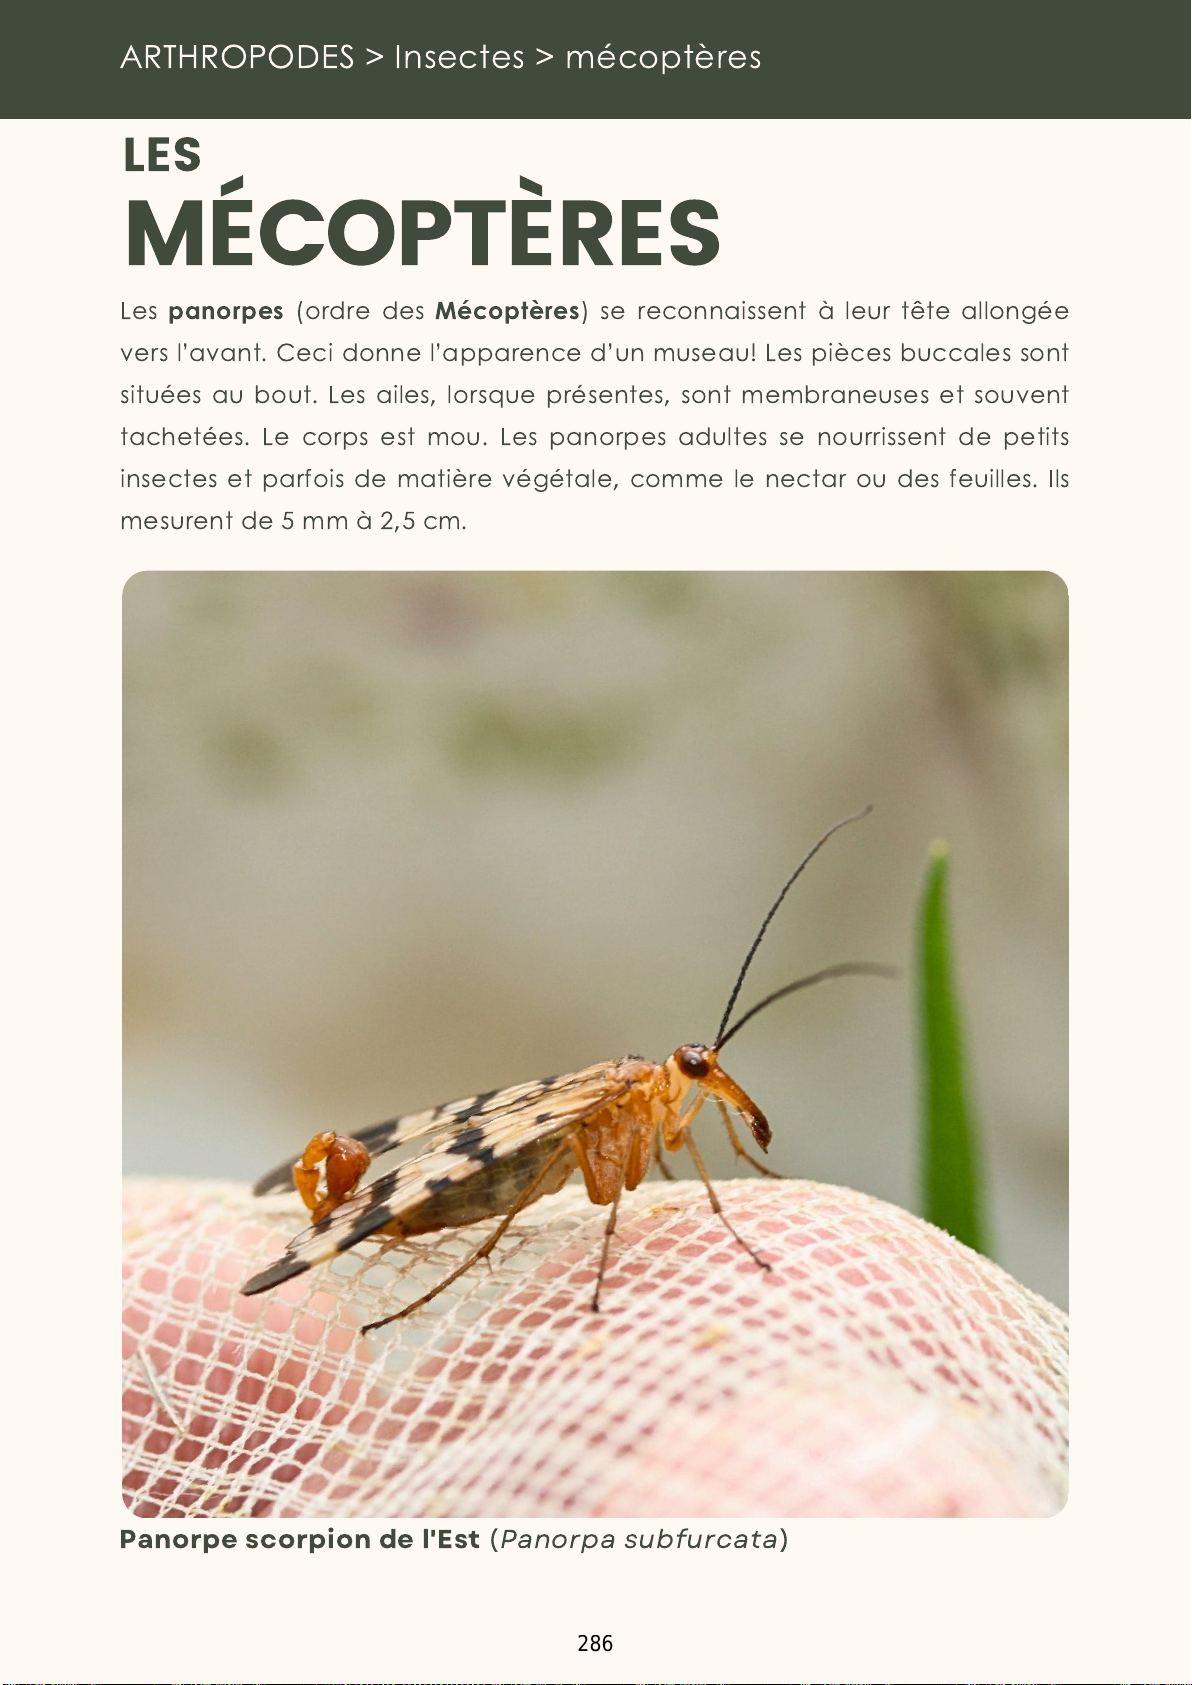 ARTHROPODES > Insectes > mécoptères
LES
MÉCOPTÈRES
Les panorpes (ordre des Mécoptères) se reconnaissent à leur tête allongée
vers l'avant. Ceci donne l'apparence d'un museau! Les pièces buccales sont
situées au bout. Les ailes, lorsque présentes, sont membraneuses et souvent
tachetées. Le corps est mou. Les panorpes adultes se nourrissent de petits
insectes et parfois de matière végétale, comme le nectar ou des feuilles. Ils
mesurent de 5 mm à 2,5 cm.
Panorpe scorpion de l'Est (Panorpa subfurcata)
286